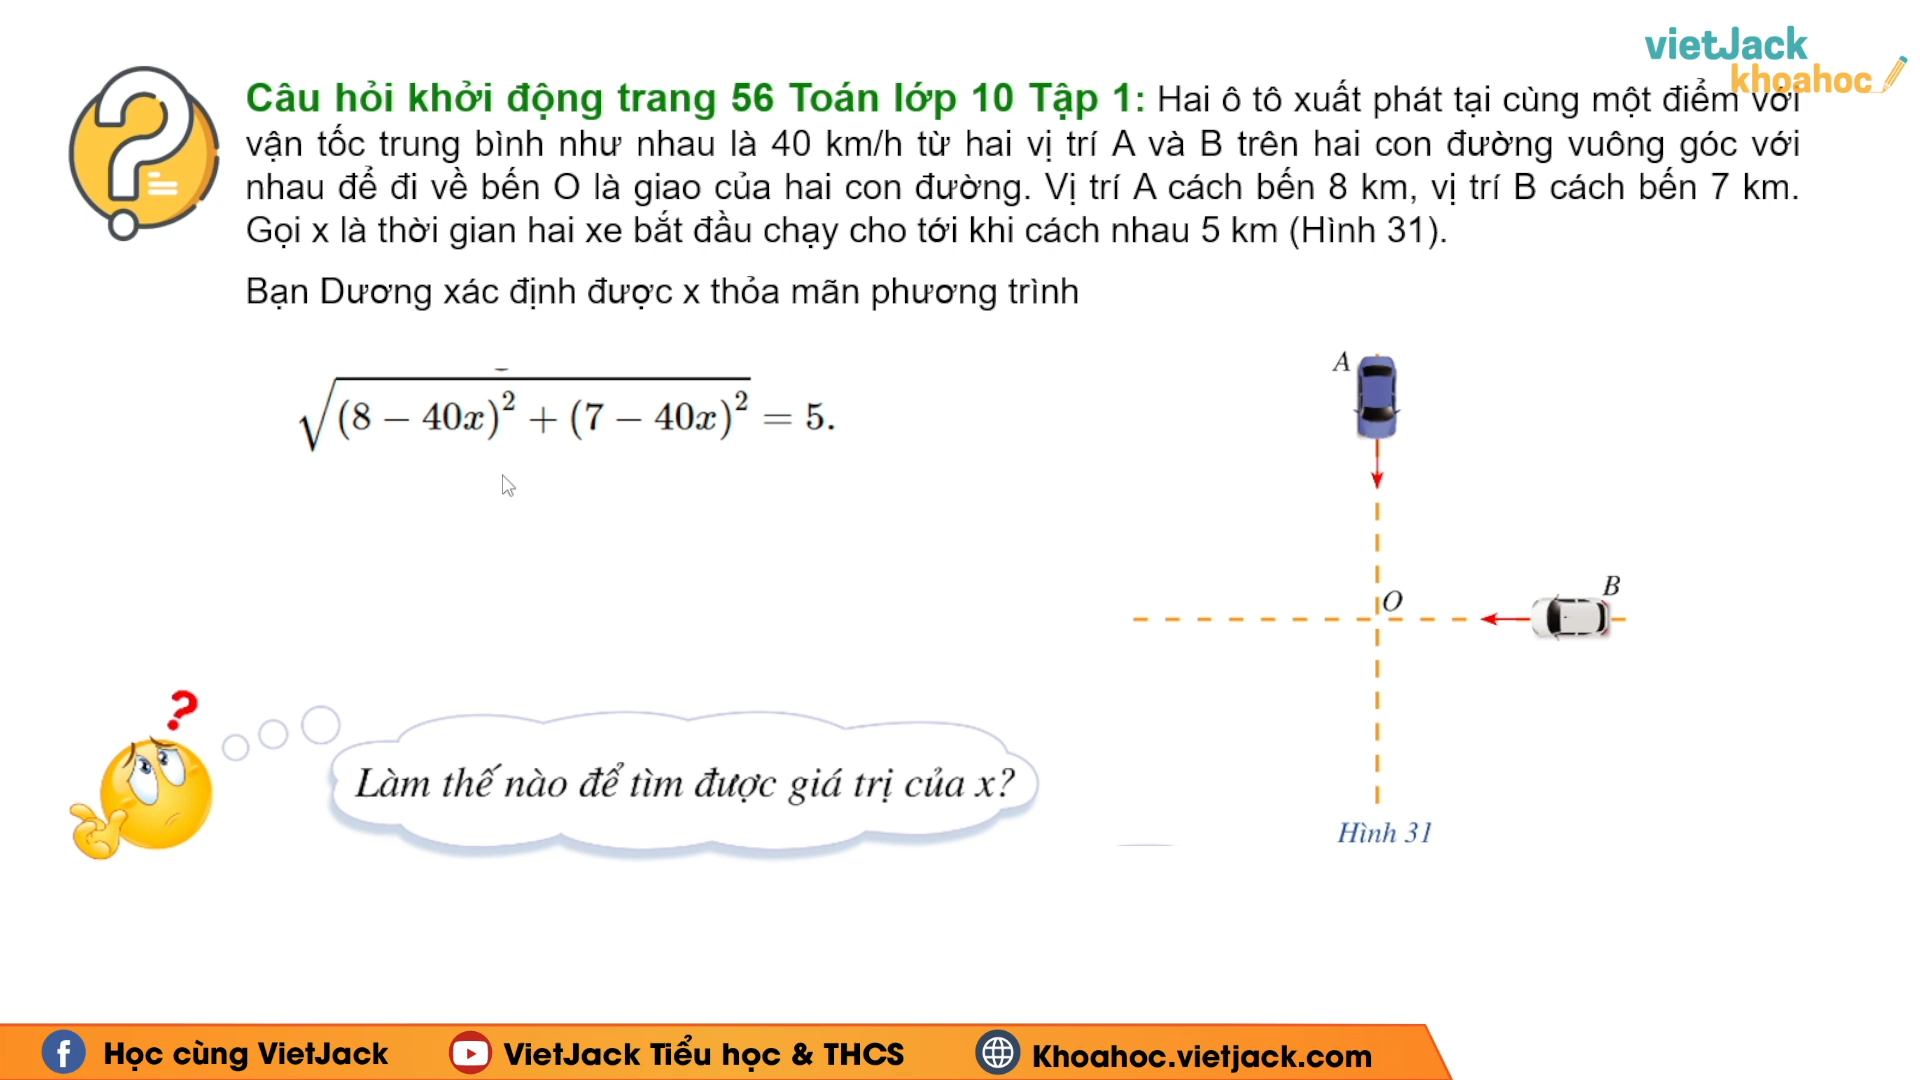 vietJack
khoahoc
Câu hỏi khởi động trang 56 Toán lớp 10 Tập 1: Hai ô tô xuất phát tại cùng một điểm với
vận tốc trung bình như nhau là 40 km/h từ hai vị trí A và B trên hai con đường vuông góc với
nhau để đi về bến O là giao của hai con đường. Vị trí A cách bến 8 km, vị trí B cách bến 7 km.
Gọi x là thời gian hai xe bắt đầu chạy cho tới khi cách nhau 5 km (Hình 31).
Bạn Dương xác định được x thỏa mãn phương trình
√(8 − 40x)² + (7 − 40x)² = 5.
A
B
O
Làm thế nào để tìm được giá trị của x?
Hình 31
Học cùng VietJack
VietJack Tiểu học & THCS
Khoahoc.vietjack.com